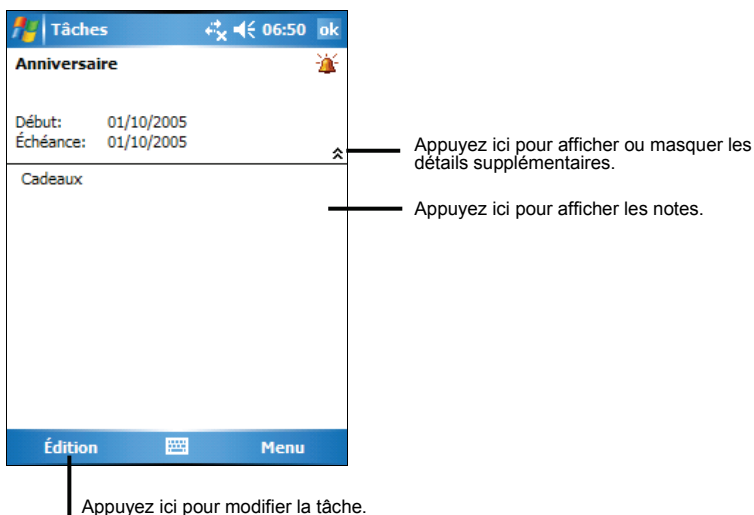 Tâches 06:50 ok
Anniversaire
Début: 01/10/2005
Échéance: 01/10/2005
Appuyez ici pour afficher ou masquer les
détails supplémentaires.
Cadeaux
Appuyez ici pour afficher les notes.
Édition Menu
Appuyez ici pour modifier la tâche.